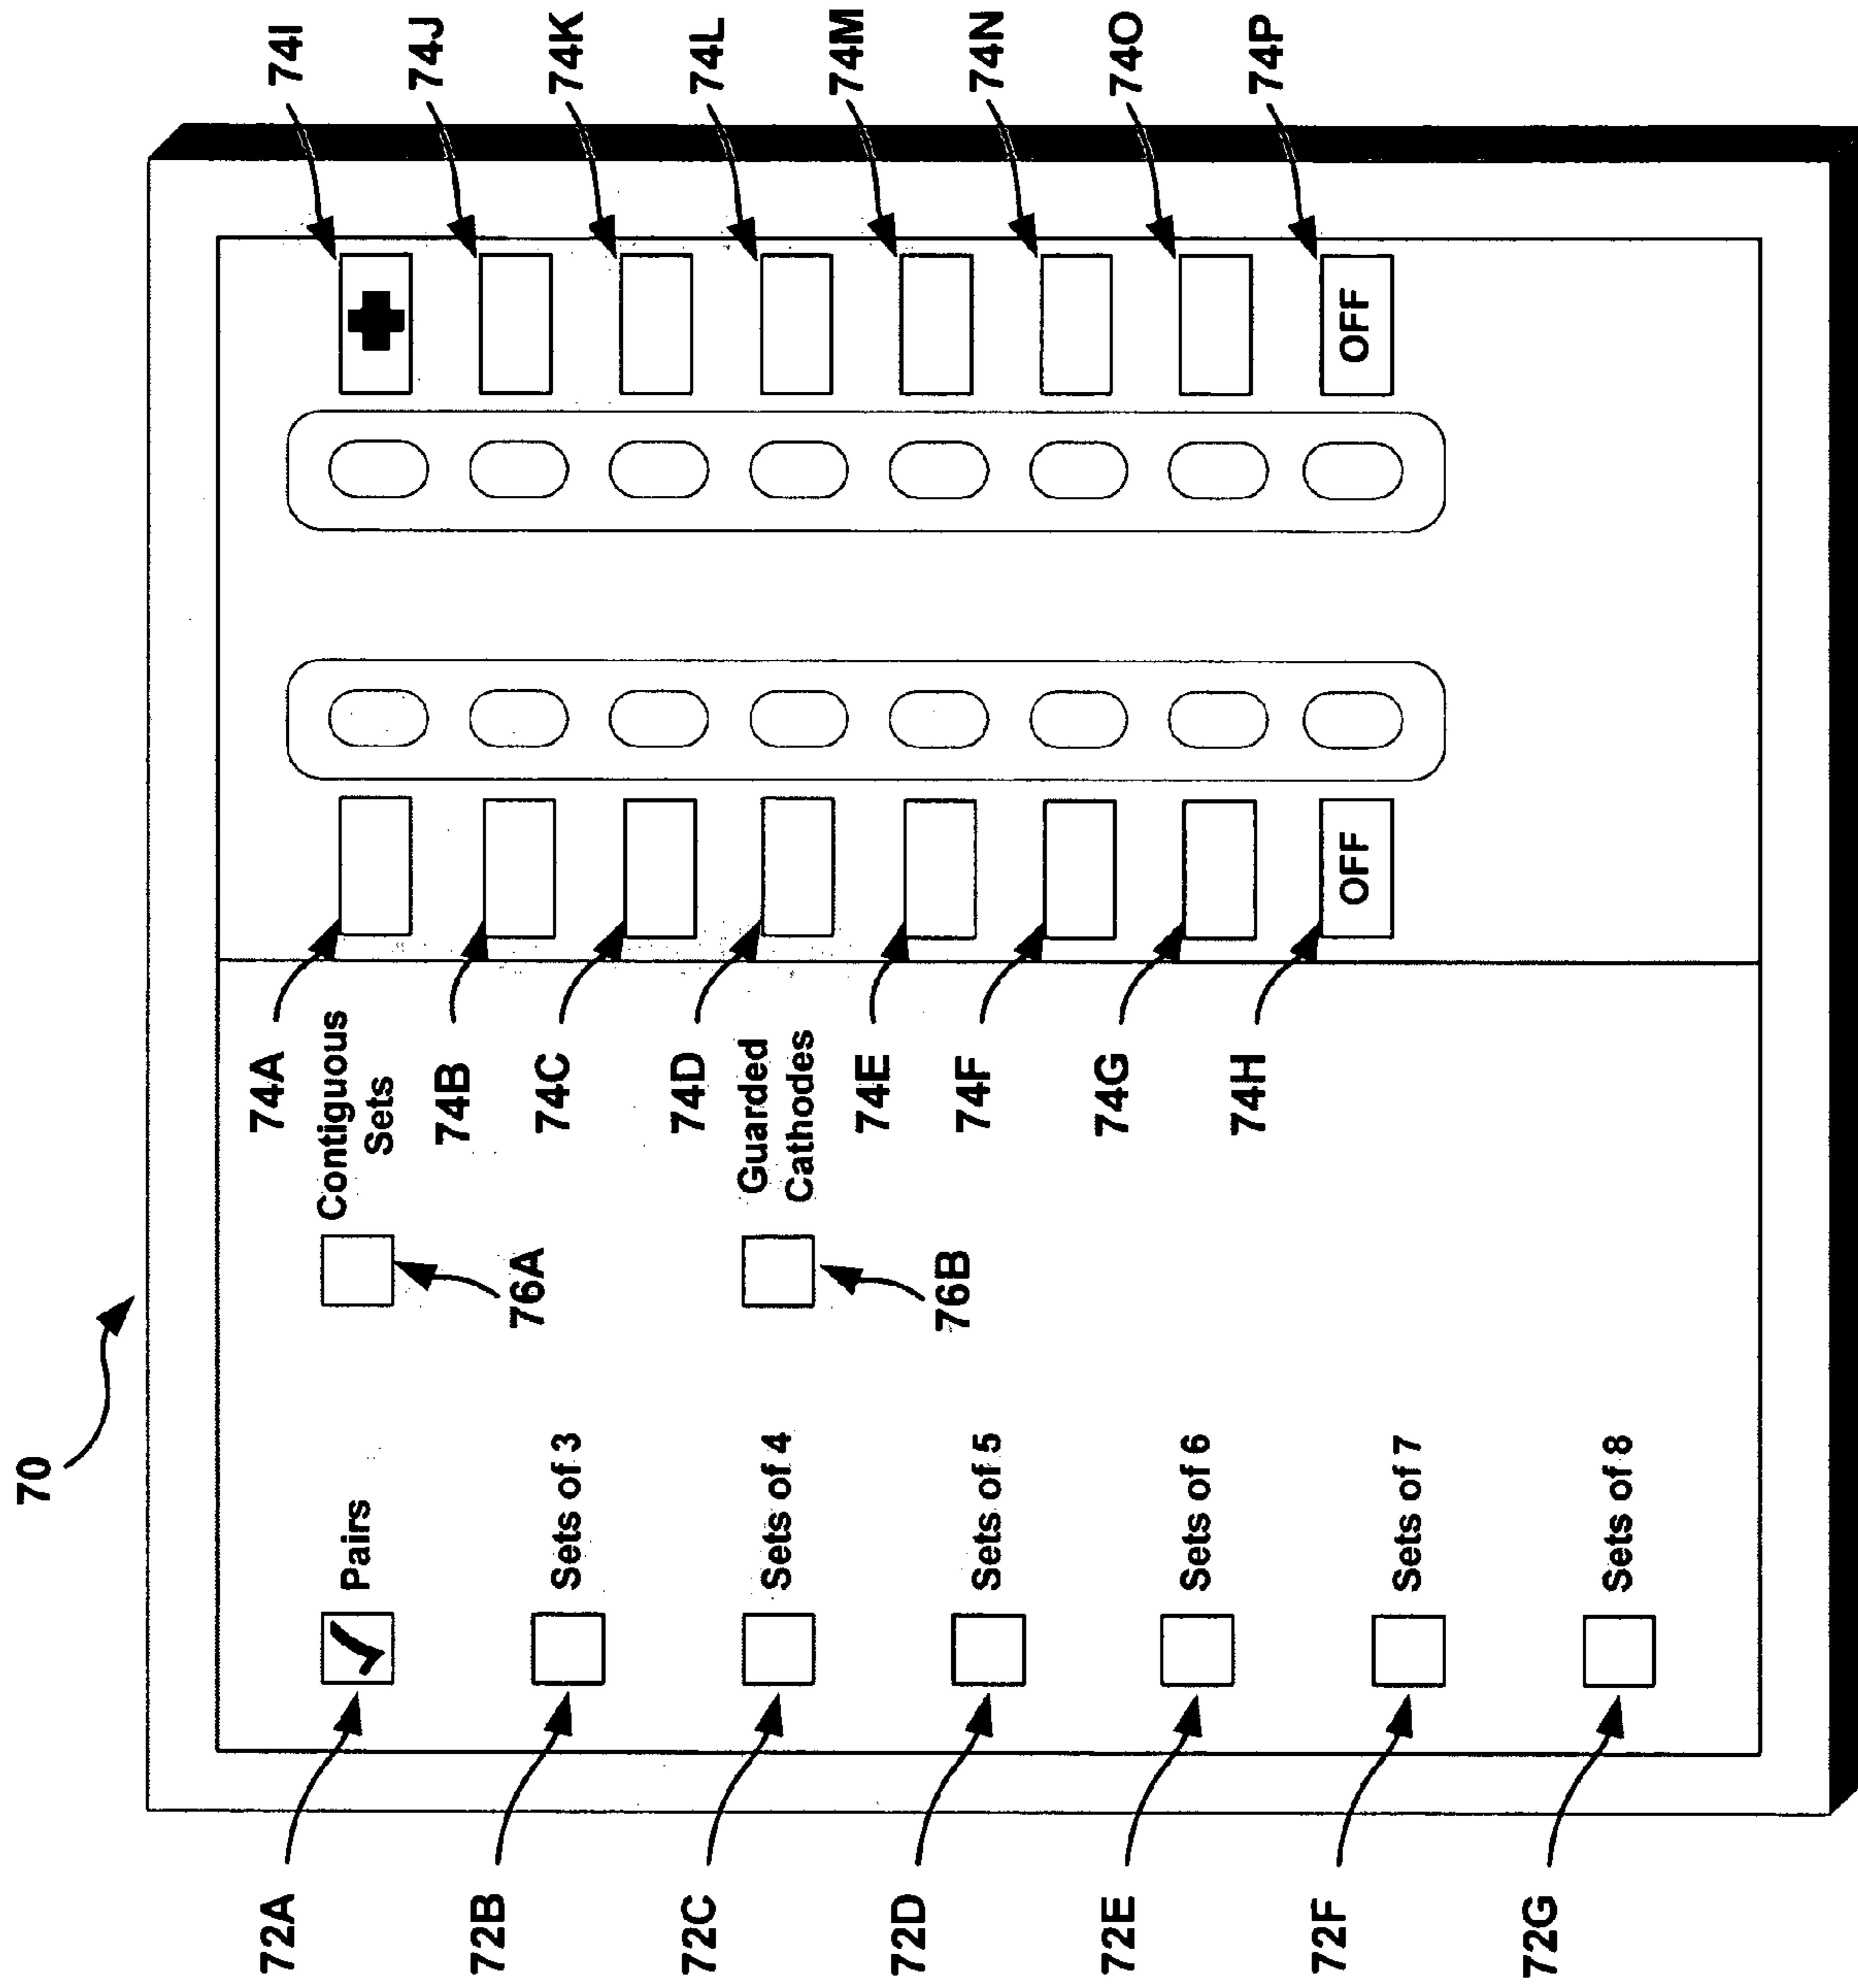 70
72A
Pairs
72B
Sets of 3
72C
Sets of 4
72D
Sets of 5
72E
Sets of 6
72F
Sets of 7
72G
Sets of 8
Contiguous
Sets
76A
Guarded
Cathodes
76B
74A
74B
74C
74D
74E
74F
74G
74H
OFF
74I
74J
74K
74L
74M
74N
74O
74P
OFF